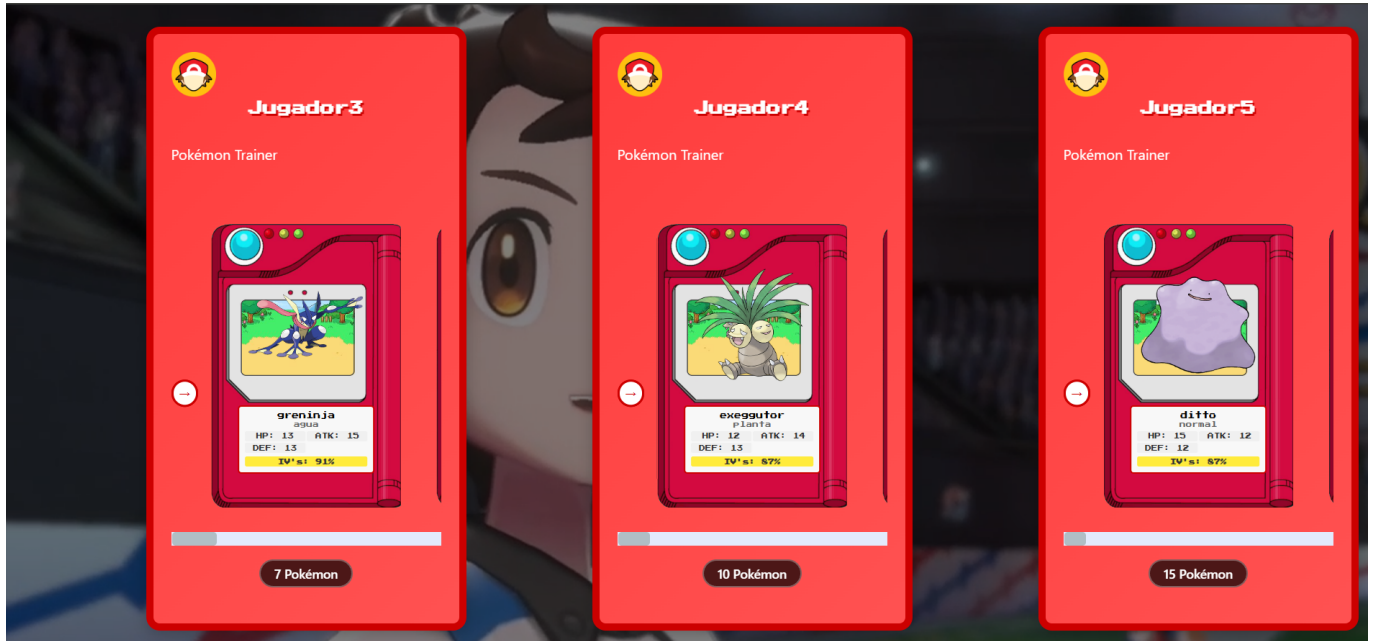 Jugador3
Pokémon Trainer
→
greninja
agua
HP: 13 ATK: 15
DEF: 13
IV's: 91%
7 Pokémon
Jugador4
Pokémon Trainer
→
exeggutor
planta
HP: 12 ATK: 14
DEF: 13
IV's: 87%
10 Pokémon
Jugador5
Pokémon Trainer
→
ditto
normal
HP: 15 ATK: 12
DEF: 12
IV's: 87%
15 Pokémon